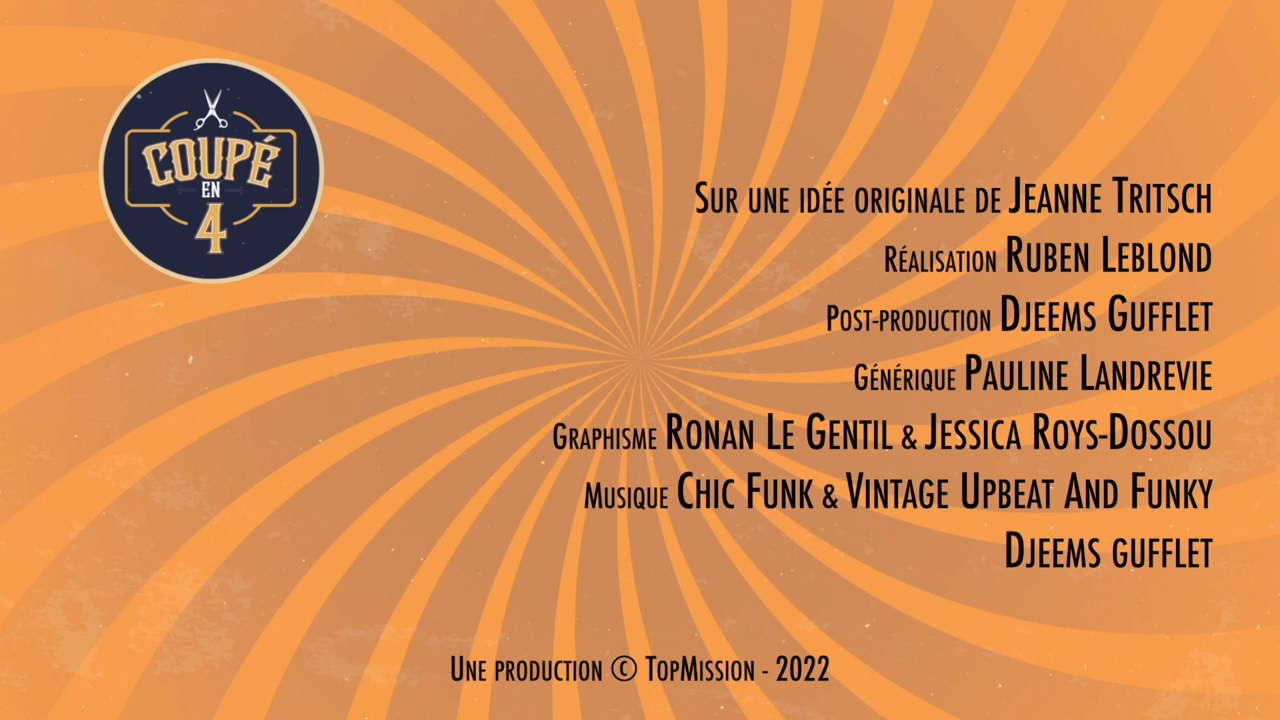 COUPÉ
EN
4
SUR UNE IDÉE ORIGINALE DE JEANNE TRITSCH
RÉALISATION RUBEN LEBLOND
POST-PRODUCTION DJEEMS GUFFLET
GÉNÉRIQUE PAULINE LANDREVIE
GRAPHISME RONAN LE GENTIL & JESSICA ROYS-DOSSOU
MUSIQUE CHIC FUNK & VINTAGE UPBEAT AND FUNKY
DJEEMS GUFFLET
UNE PRODUCTION © TOPMISSION - 2022